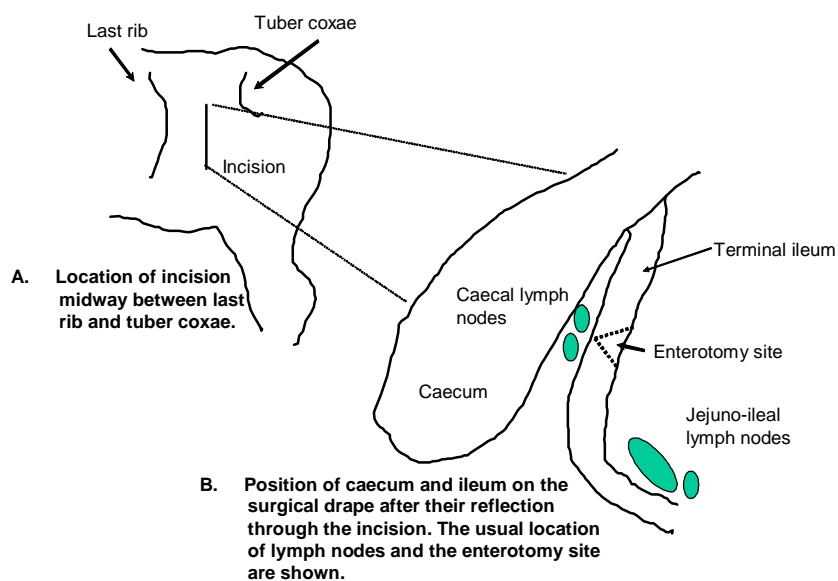 Last rib
Tuber coxae
Incision
A. Location of incision
midway between last
rib and tuber coxae.
Terminal ileum
Caecal lymph
nodes
Enterotomy site
Caecum
Jejuno-ileal
lymph nodes
B. Position of caecum and ileum on the
surgical drape after their reflection
through the incision. The usual location
of lymph nodes and the enterotomy site
are shown.